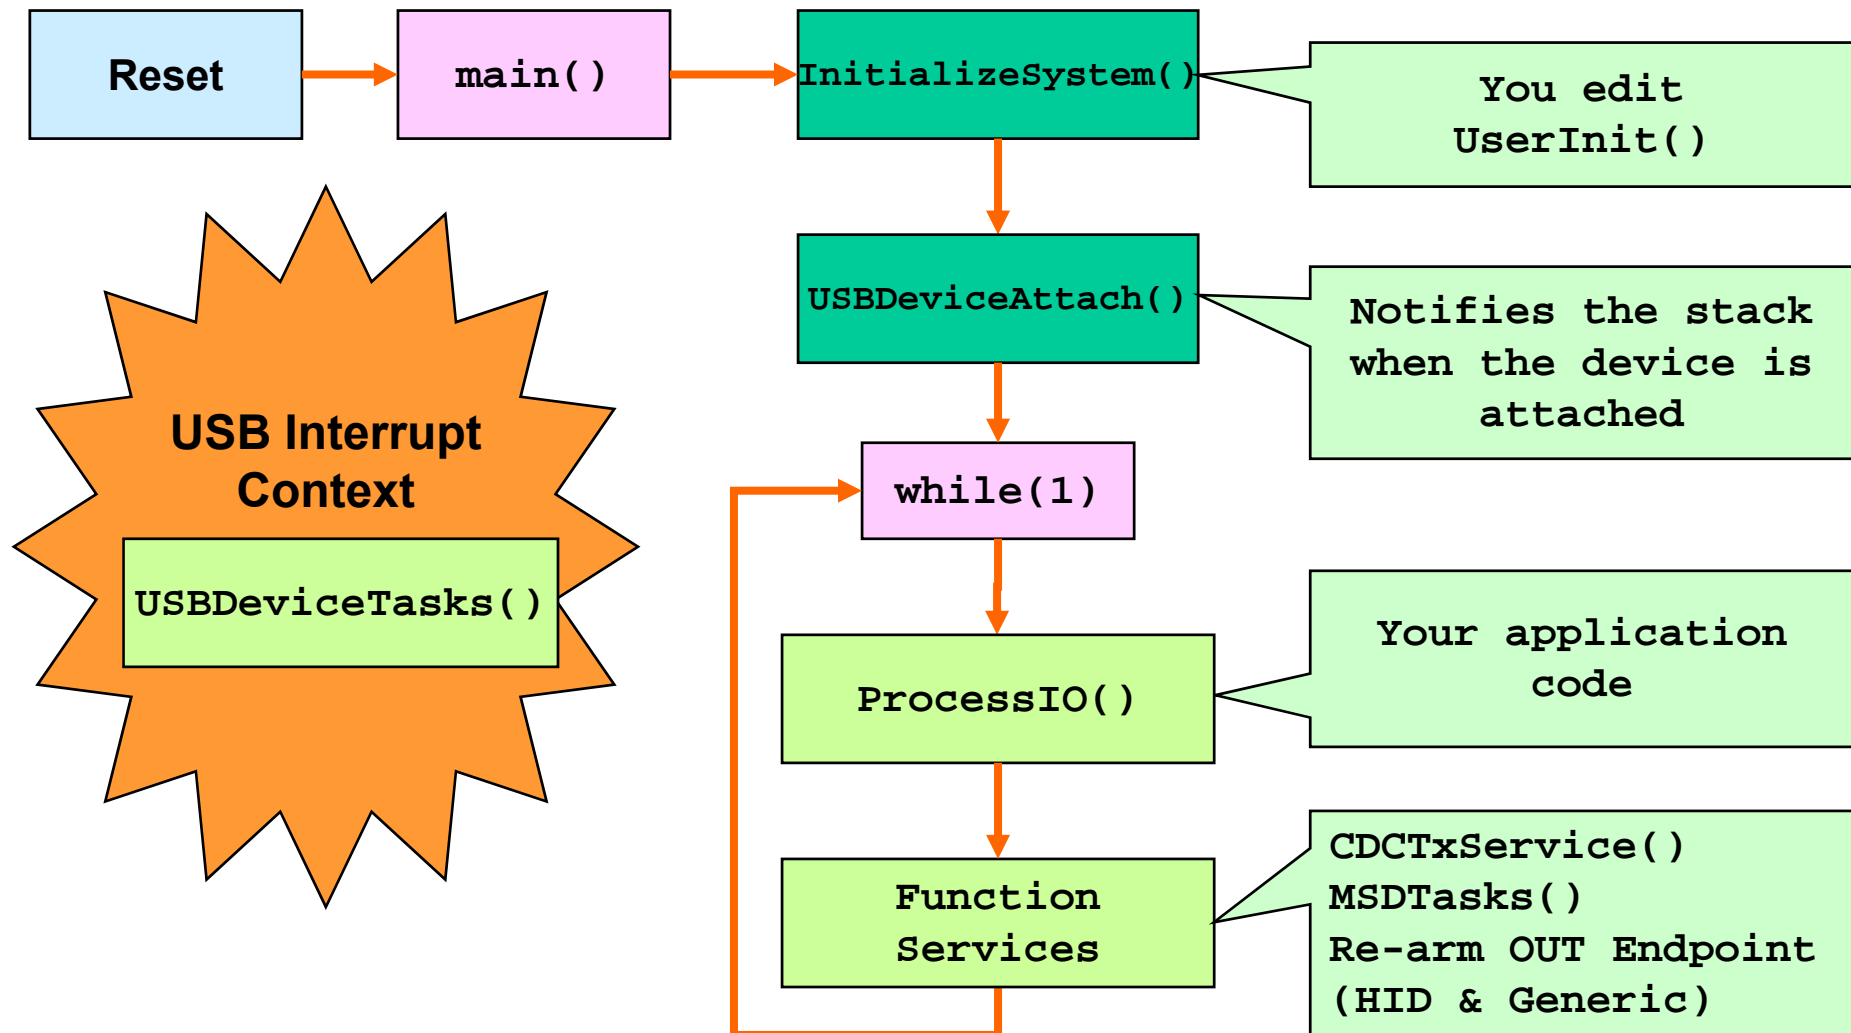 Reset
main()
InitializeSystem()
You edit
UserInit()
USBDeviceAttach()
Notifies the stack
when the device is
attached
USB Interrupt
Context
USBDeviceTasks()
while(1)
ProcessIO()
Your application
code
Function
Services
CDCTxService()
MSDTasks()
Re-arm OUT Endpoint
(HID & Generic)